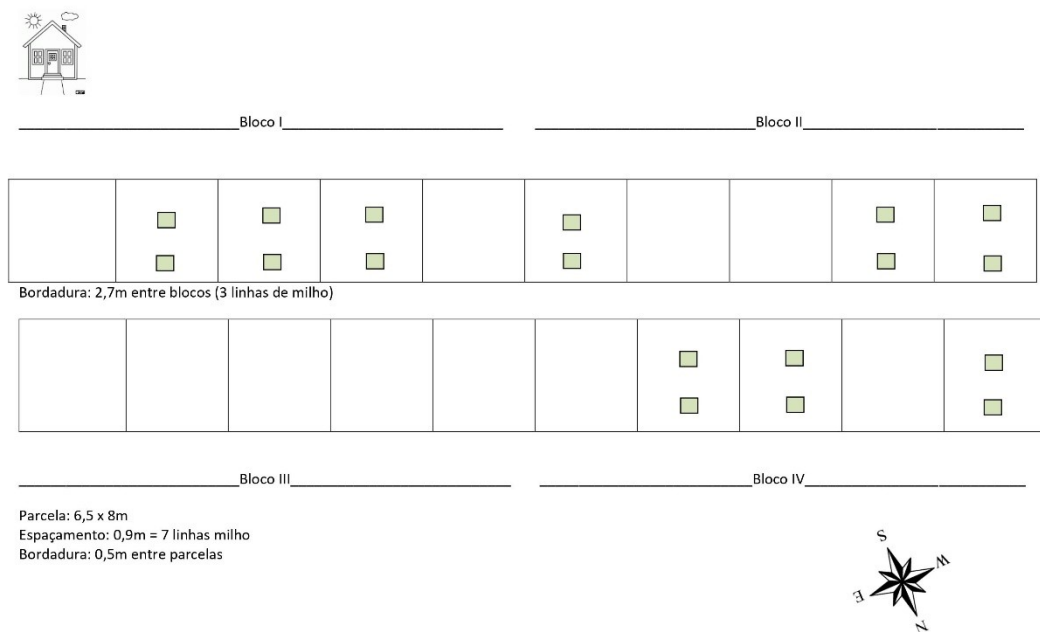 Bloco I Bloco II
Bordadura: 2,7m entre blocos (3 linhas de milho)
Bloco III Bloco IV
Parcela: 6,5 x 8m
Espaçamento: 0,9m = 7 linhas milho
Bordadura: 0,5m entre parcelas
S
W
E
N